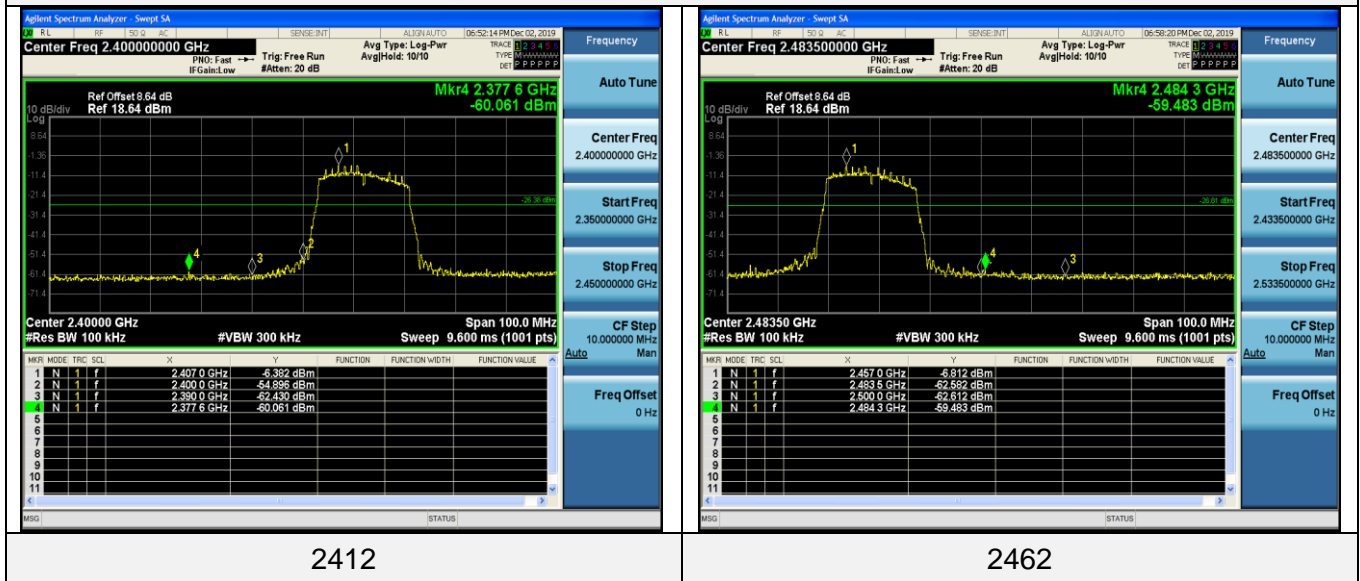 Agilent Spectrum Analyzer - Swept SA
RL RF 50 Ω AC SENSE:INT ALIGN AUTO 06:52:14 PM Dec 02, 2019
Center Freq 2.400000000 GHz
PNO: Fast
IFGain:Low
Trig: Free Run
#Atten: 20 dB
Avg Type: Log-Pwr
Avg|Hold: 10/10
TRACE 1 2 3 4 5 6
TYPE
DET P P P P P P
Frequency
Ref Offset 8.64 dB
10 dB/div Ref 18.64 dBm
Log
Mkr4 2.377 6 GHz
-60.061 dBm
8.64
-1.36
-11.4
-21.4
-31.4
-41.4
-51.4
-61.4
-71.4
1
2
3
4
-26.38 dBm
Center 2.40000 GHz Span 100.0 MHz
#Res BW 100 kHz #VBW 300 kHz Sweep 9.600 ms (1001 pts)
MKR MODE TRC SCL X Y FUNCTION FUNCTION WIDTH FUNCTION VALUE
1 N 1 f 2.407 0 GHz -6.382 dBm
2 N 1 f 2.400 0 GHz -54.896 dBm
3 N 1 f 2.390 0 GHz -62.430 dBm
4 N 1 f 2.377 6 GHz -60.061 dBm
5
6
7
8
9
10
11
MSG STATUS
Auto Tune
Center Freq
2.400000000 GHz
Start Freq
2.350000000 GHz
Stop Freq
2.450000000 GHz
CF Step
10.000000 MHz
Auto Man
Freq Offset
0 Hz
2412
Agilent Spectrum Analyzer - Swept SA
RL RF 50 Ω AC SENSE:INT ALIGN AUTO 06:58:20 PM Dec 02, 2019
Center Freq 2.483500000 GHz
PNO: Fast
IFGain:Low
Trig: Free Run
#Atten: 20 dB
Avg Type: Log-Pwr
Avg|Hold: 10/10
TRACE 1 2 3 4 5 6
TYPE
DET P P P P P P
Frequency
Ref Offset 8.64 dB
10 dB/div Ref 18.64 dBm
Log
Mkr4 2.484 3 GHz
-59.483 dBm
8.64
-1.36
-11.4
-21.4
-31.4
-41.4
-51.4
-61.4
-71.4
1
4
3
Center 2.48350 GHz Span 100.0 MHz
#Res BW 100 kHz #VBW 300 kHz Sweep 9.600 ms (1001 pts)
MKR MODE TRC SCL X Y FUNCTION FUNCTION WIDTH FUNCTION VALUE
1 N 1 f 2.457 0 GHz -6.812 dBm
2 N 1 f 2.483 5 GHz -62.582 dBm
3 N 1 f 2.500 0 GHz -62.612 dBm
4 N 1 f 2.484 3 GHz -59.483 dBm
5
6
7
8
9
10
11
MSG STATUS
Auto Tune
Center Freq
2.483500000 GHz
Start Freq
2.433500000 GHz
Stop Freq
2.533500000 GHz
CF Step
10.000000 MHz
Auto Man
Freq Offset
0 Hz
2462